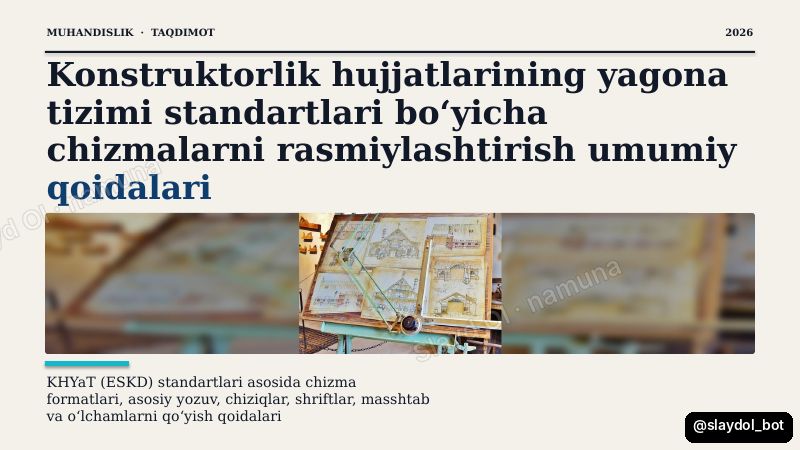 MUHANDISLIK · TAQDIMOT
2026
Konstruktorlik hujjatlarining yagona
tizimi standartlari bo‘yicha
chizmalarni rasmiylashtirish umumiy
qoidalari
KHYaT (ESKD) standartlari asosida chizma
formatlari, asosiy yozuv, chiziqlar, shriftlar, masshtab
va o‘lchamlarni qo‘yish qoidalari
@slaydol_bot